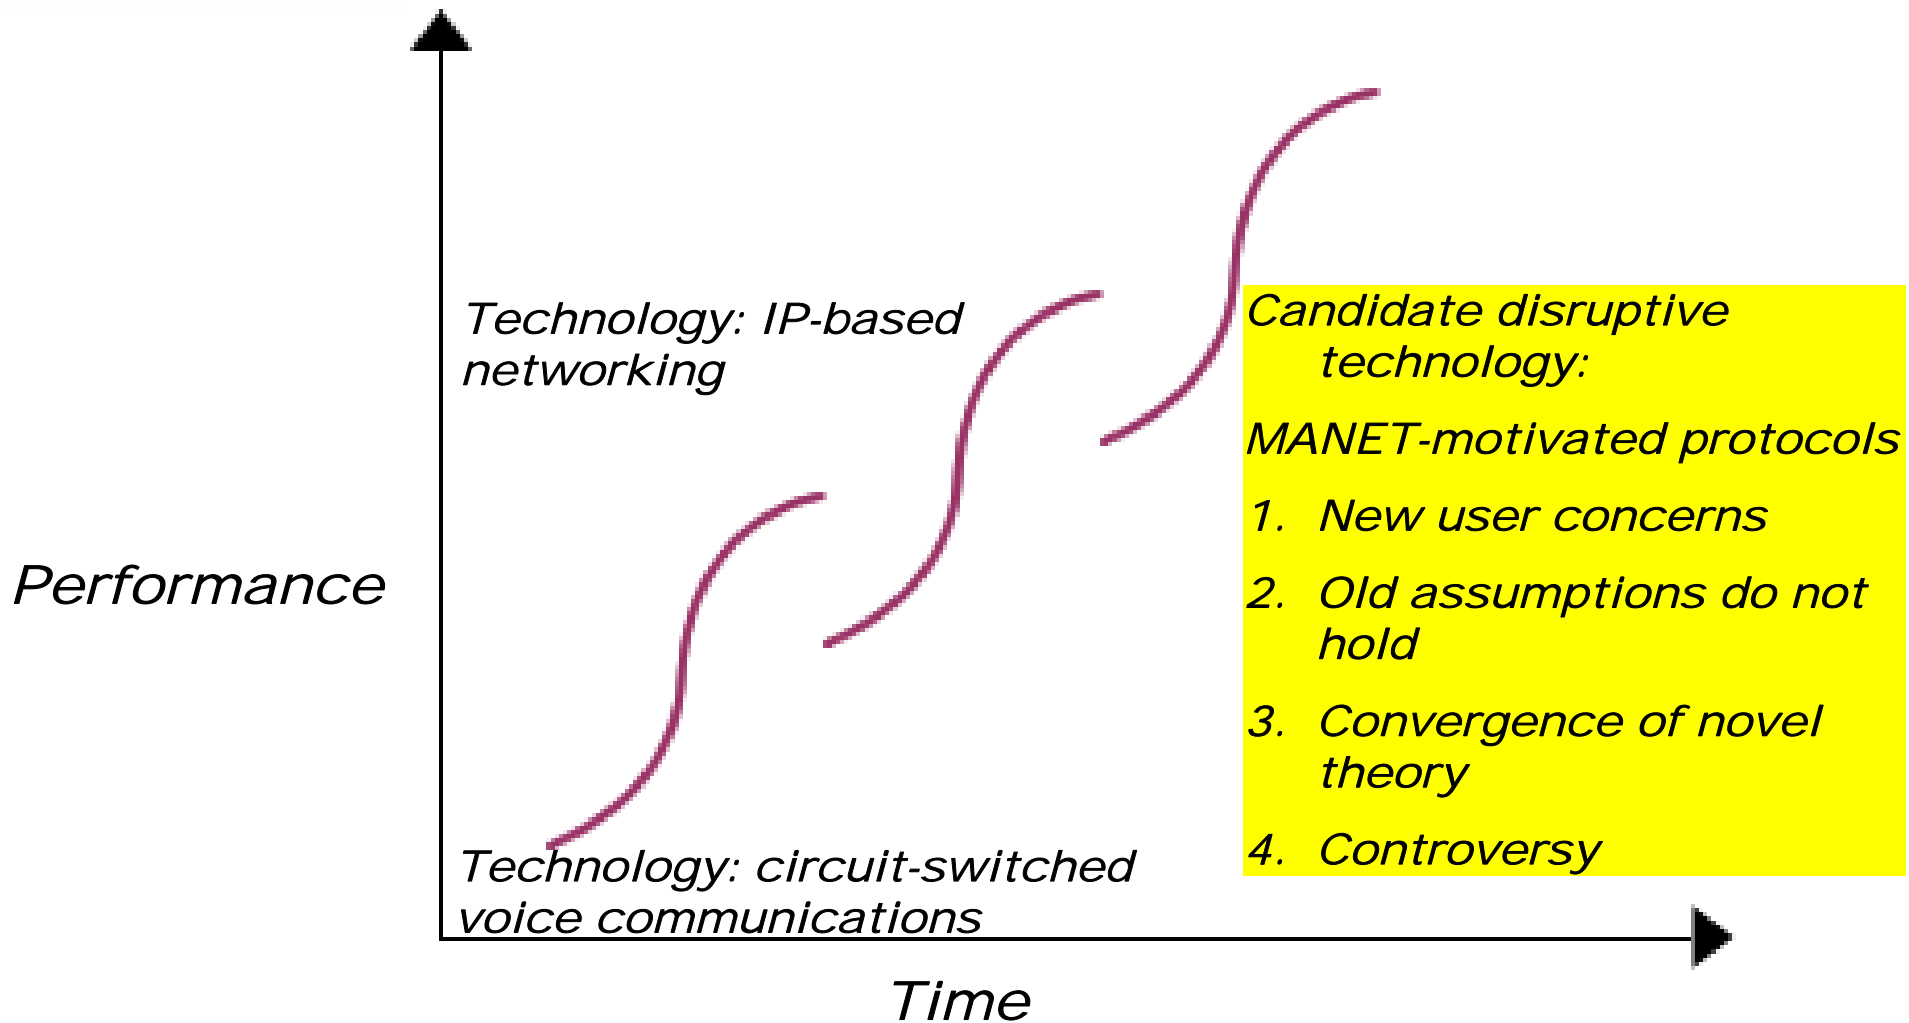 Technology: IP-based
networking
Candidate disruptive
technology:
MANET-motivated protocols
1. New user concerns
2. Old assumptions do not
hold
3. Convergence of novel
theory
4. Controversy
Performance
Technology: circuit-switched
voice communications
Time